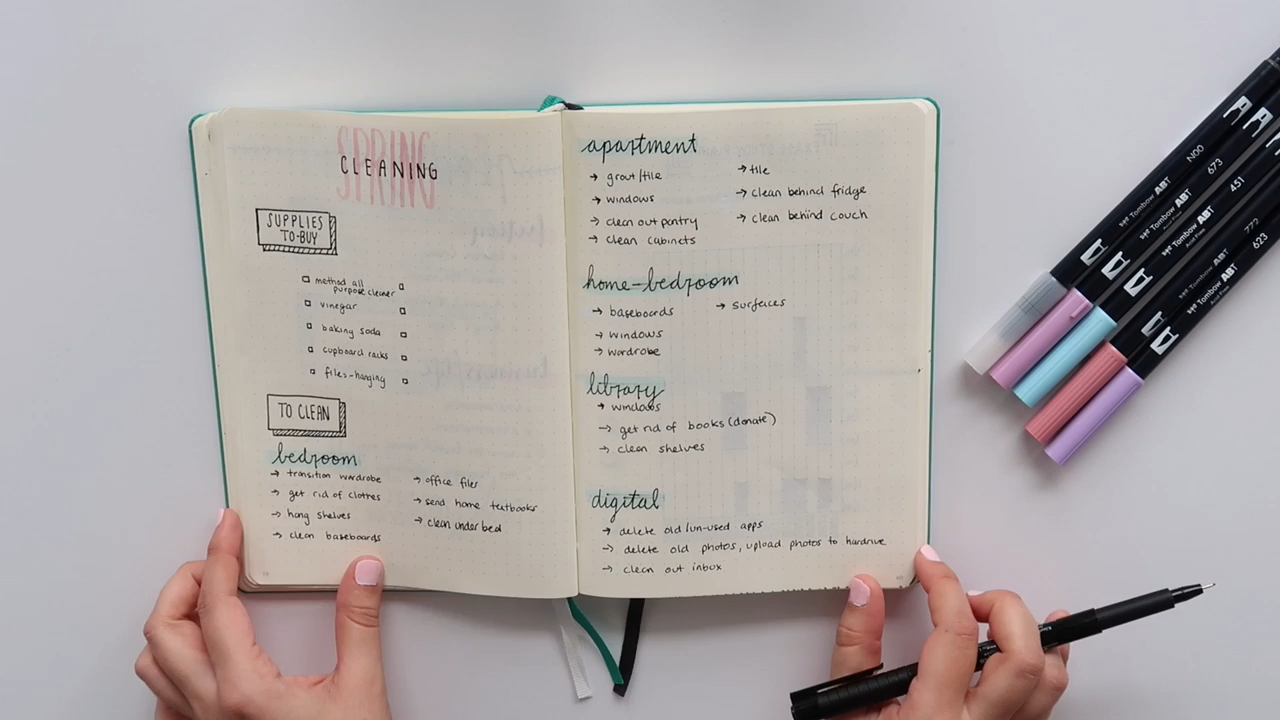 SPRING
CLEANING
SUPPLIES
TO-BUY
method all
purpose cleaner
vinegar
baking soda
cupboard racks
files-hanging
TO CLEAN
bedroom
→ transition wardrobe
→ get rid of clothes
→ hang shelves
→ clean baseboards
→ office files
→ send home textbooks
→ clean under bed
apartment
→ grout/tile
→ windows
→ clean out pantry
→ clean cabinets
→ tile
→ clean behind fridge
→ clean behind couch
home-bedroom
→ baseboards
→ windows
→ wardrobe
→ surfaces
library
→ windows
→ get rid of books (donate)
→ clean shelves
digital
→ delete old/un-used apps
→ delete old photos, upload photos to hardrive
→ clean out inbox
Tombow ABT N00
Tombow ABT 673
Tombow ABT 451
Tombow ABT 772
Tombow ABT 623